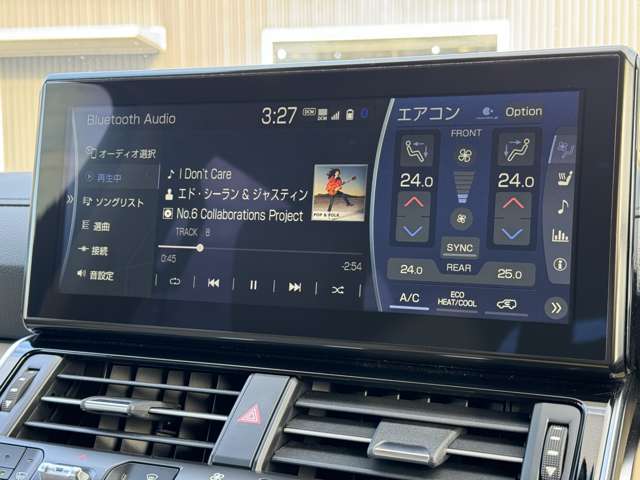 Bluetooth Audio
3:27
DCM
オーディオ選択
再生中
ソングリスト
選曲
接続
音設定
I Don't Care
エド・シーラン & ジャスティン
No.6 Collaborations Project
TRACK 8
POP & FOLK
0:45
-2:54
エアコン
Option
FRONT
24.0
24.0
SYNC
24.0 REAR 25.0
A/C
ECO
HEAT/COOL